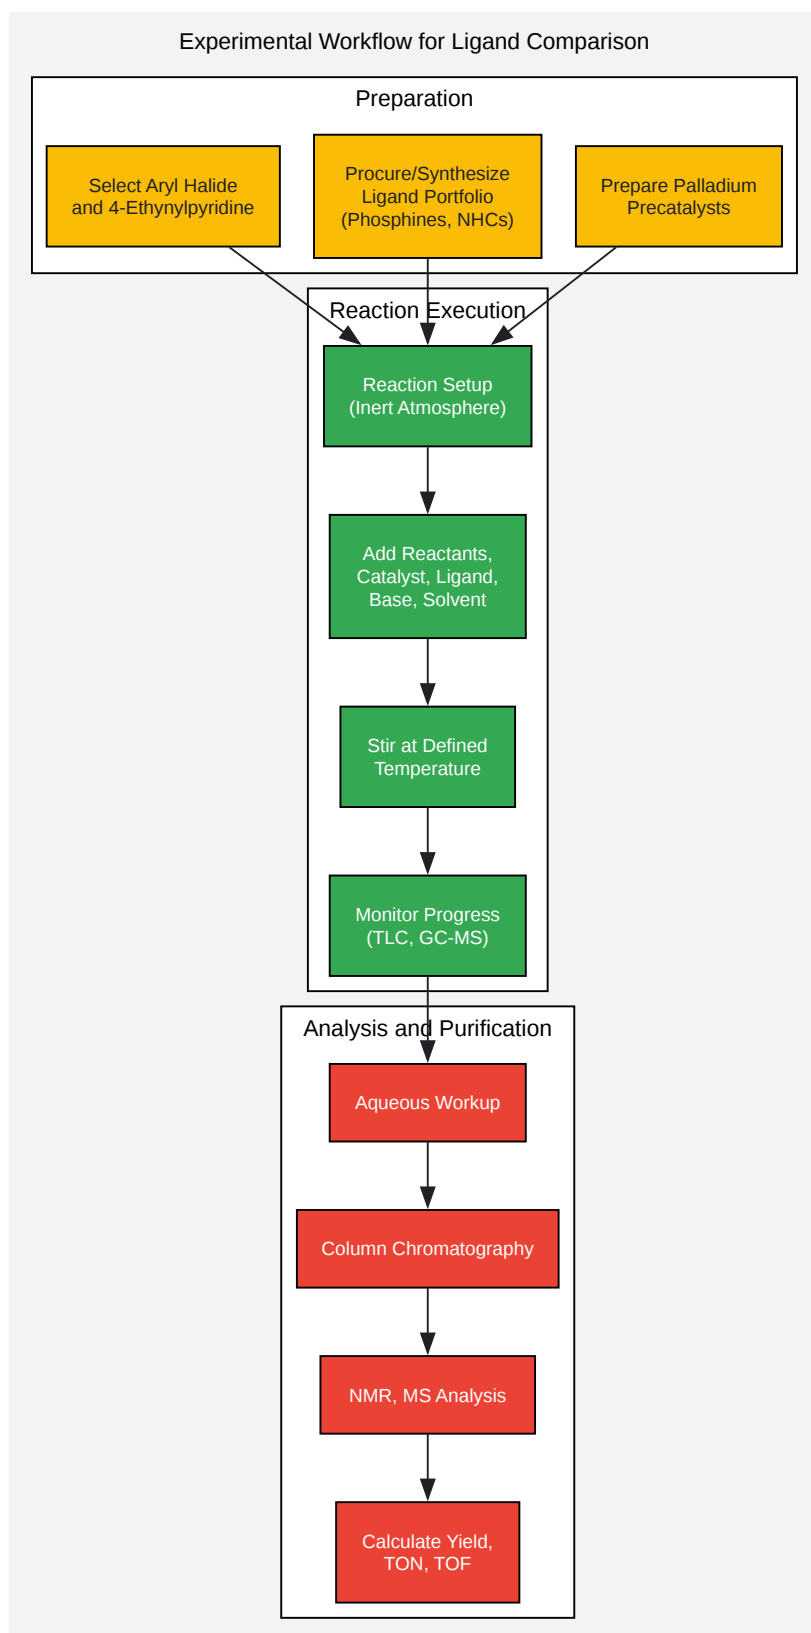 Experimental Workflow for Ligand Comparison
Preparation
Select Aryl Halide
and 4-Ethynylpyridine
Procure/Synthesize
Ligand Portfolio
(Phosphines, NHCs)
Prepare Palladium
Precatalysts
Reaction Execution
Reaction Setup
(Inert Atmosphere)
Add Reactants,
Catalyst, Ligand,
Base, Solvent
Stir at Defined
Temperature
Monitor Progress
(TLC, GC-MS)
Analysis and Purification
Aqueous Workup
Column Chromatography
NMR, MS Analysis
Calculate Yield,
TON, TOF